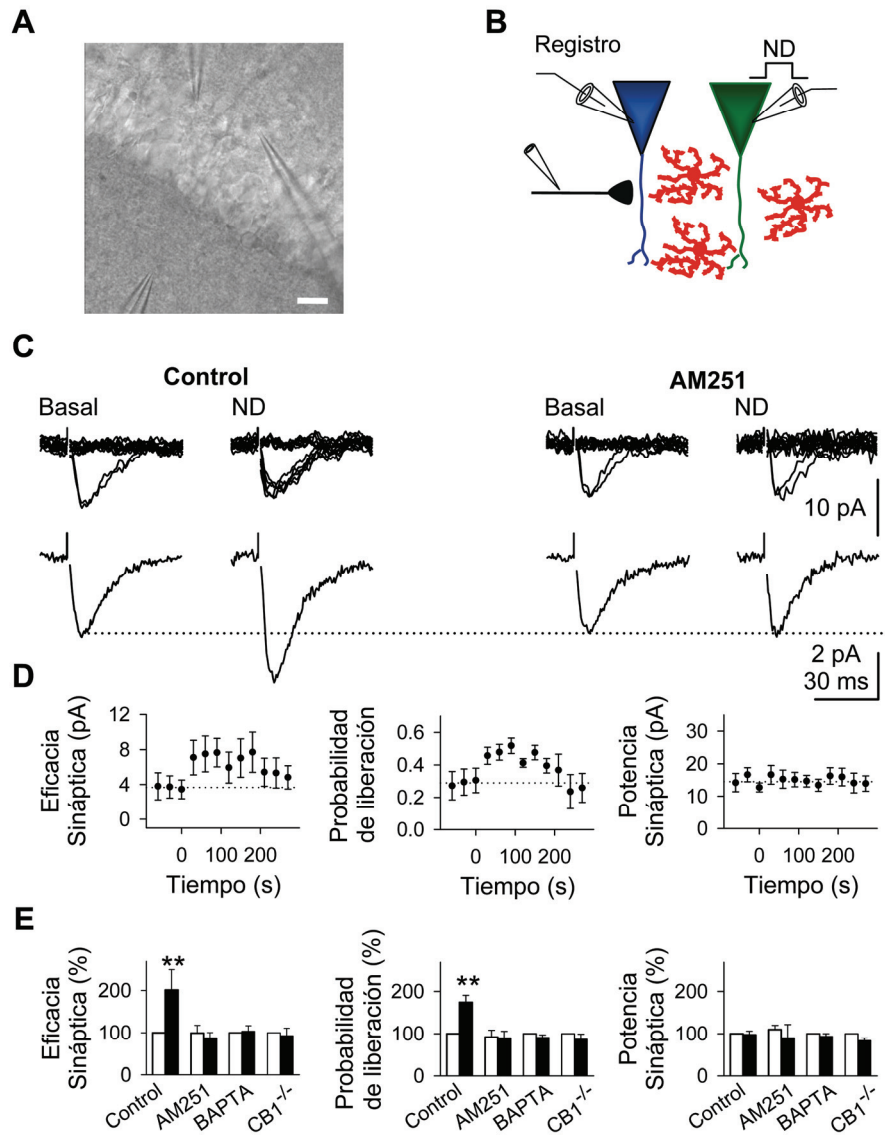 A
B
Registro
ND
C
Control
AM251
Basal
ND
Basal
ND
10 pA
2 pA
30 ms
D
Eficacia
Sináptica (pA)
12
8
4
0
0
100
200
Tiempo (s)
Probabilidad
de liberación
0.6
0.4
0.2
0.0
0
100
200
Tiempo (s)
Potencia
Sináptica (pA)
30
20
10
0
0
100
200
Tiempo (s)
E
Eficacia
Sináptica (%)
200
100
0
**
Control
AM251
BAPTA
CB1-/-
Probabilidad
de liberación (%)
200
100
0
**
Control
AM251
BAPTA
CB1-/-
Potencia
Sináptica (%)
200
100
0
Control
AM251
BAPTA
CB1-/-